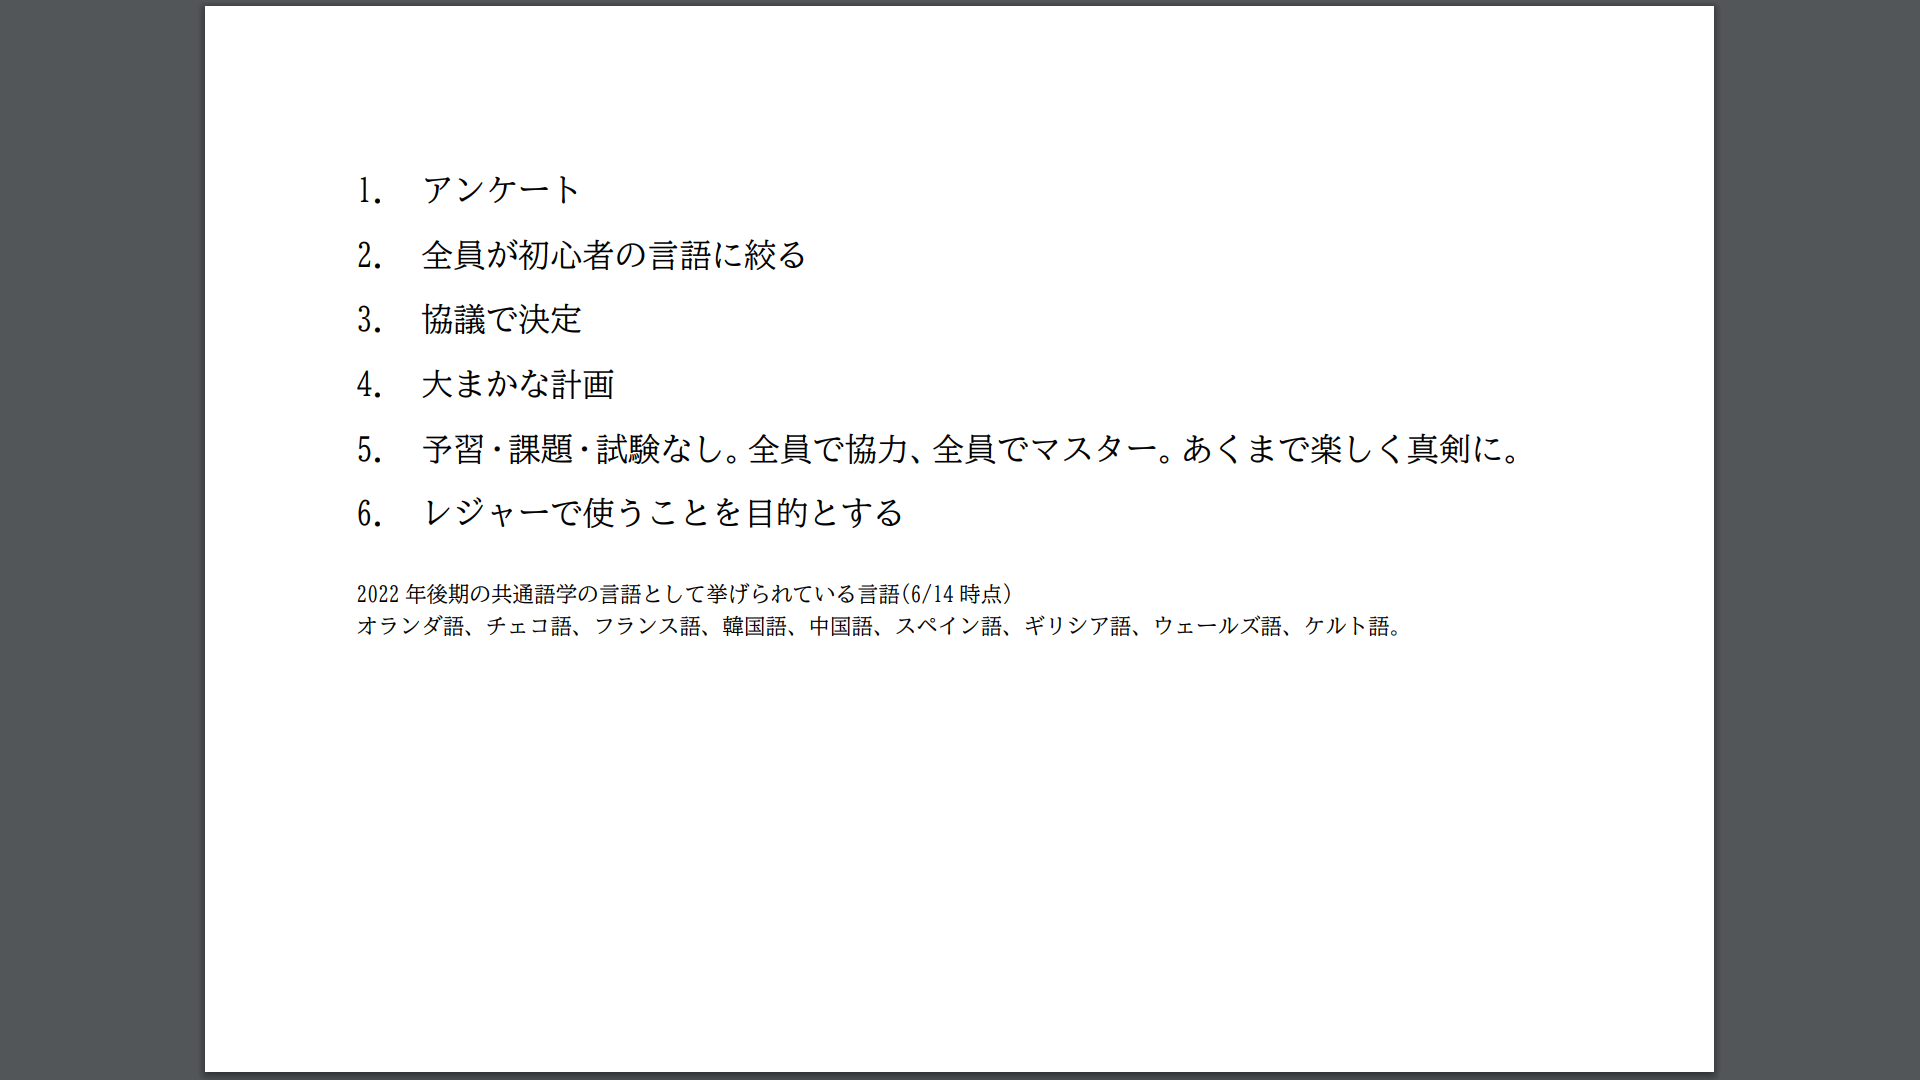 1. アンケート
2. 全員が初心者の言語に絞る
3. 協議で決定
4. 大まかな計画
5. 予習・課題・試験なし。全員で協力、全員でマスター。あくまで楽しく真剣に。
6. レジャーで使うことを目的とする
2022 年後期の共通語学の言語として挙げられている言語(6/14 時点)
オランダ語、チェコ語、フランス語、韓国語、中国語、スペイン語、ギリシア語、ウェールズ語、ケルト語。